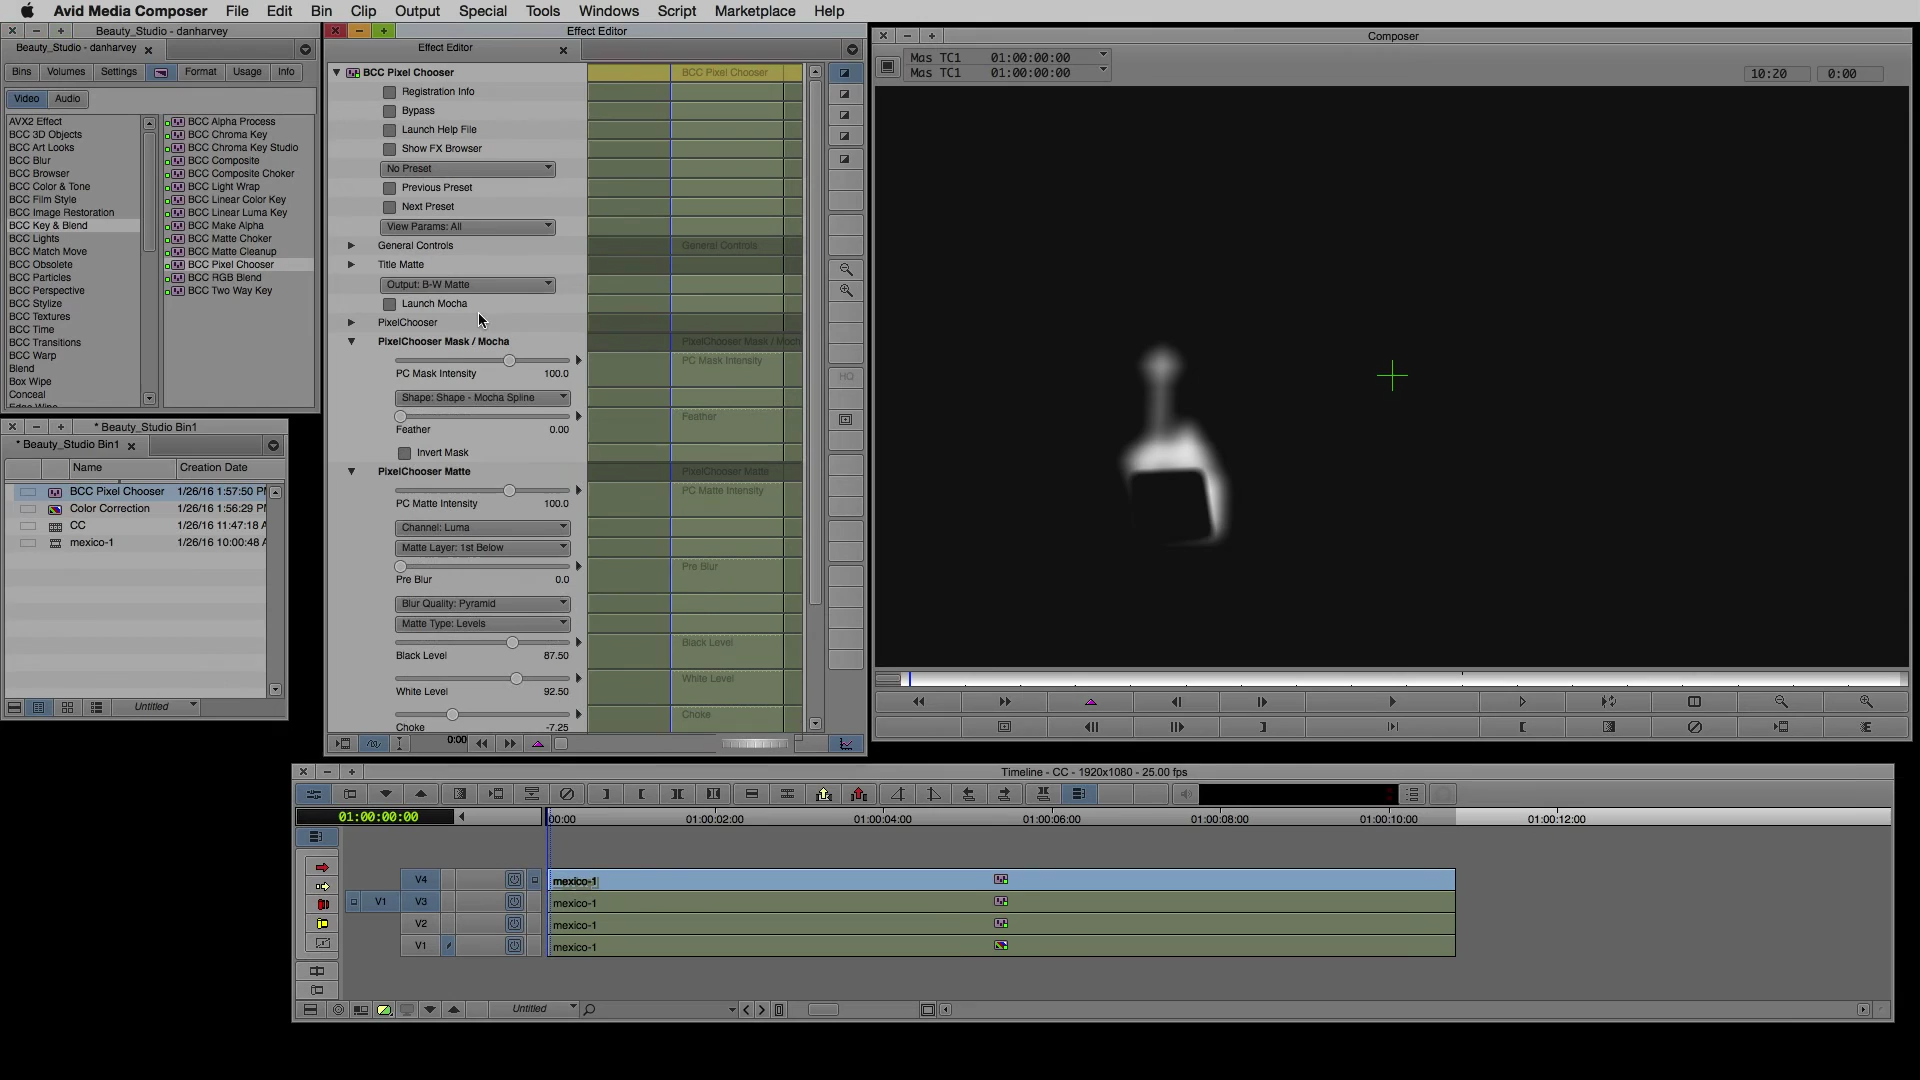 Avid Media Composer File Edit Bin Clip Output Special Tools Windows Script Marketplace Help
Beauty_Studio - danharvey
Beauty_Studio - danharvey
Bins Volumes Settings Format Usage Info
Video Audio
AVX2 Effect
BCC 3D Objects
BCC Art Looks
BCC Blur
BCC Browser
BCC Color & Tone
BCC Film Style
BCC Image Restoration
BCC Key & Blend
BCC Lights
BCC Match Move
BCC Obsolete
BCC Particles
BCC Perspective
BCC Stylize
BCC Textures
BCC Time
BCC Transitions
BCC Warp
Blend
Box Wipe
Conceal
Edge Wipe
BCC Alpha Process
BCC Chroma Key
BCC Chroma Key Studio
BCC Composite
BCC Composite Choker
BCC Light Wrap
BCC Linear Color Key
BCC Linear Luma Key
BCC Make Alpha
BCC Matte Choker
BCC Matte Cleanup
BCC Pixel Chooser
BCC RGB Blend
BCC Two Way Key
* Beauty_Studio Bin1
* Beauty_Studio Bin1
Name Creation Date
BCC Pixel Chooser 1/26/16 1:57:50 P
Color Correction 1/26/16 1:56:29 P
CC 1/26/16 11:47:18 A
mexico-1 1/26/16 10:00:48 A
Untitled
Effect Editor
Effect Editor
BCC Pixel Chooser BCC Pixel Chooser
Registration Info
Bypass
Launch Help File
Show FX Browser
No Preset
Previous Preset
Next Preset
View Params: All
General Controls General Controls
Title Matte
Output: B-W Matte
Launch Mocha
PixelChooser
PixelChooser Mask / Mocha PixelChooser Mask / Moch
PC Mask Intensity
PC Mask Intensity 100.0
Shape: Shape - Mocha Spline
Feather
Feather 0.00
Invert Mask
PixelChooser Matte PixelChooser Matte
PC Matte Intensity
PC Matte Intensity 100.0
Channel: Luma
Matte Layer: 1st Below
Pre Blur
Pre Blur 0.0
Blur Quality: Pyramid
Matte Type: Levels
Black Level
Black Level 87.50
White Level
White Level 92.50
Choke
Choke -7.25
0:00
HQ
Composer
Mas TC1 01:00:00:00
Mas TC1 01:00:00:00
10:20 0:00
Timeline - CC - 1920x1080 - 25.00 fps
01:00:00:00
00:00 01:00:02:00 01:00:04:00 01:00:06:00 01:00:08:00 01:00:10:00 01:00:12:00
V4 mexico-1
V1 V3 mexico-1
V2 mexico-1
V1 mexico-1
Untitled